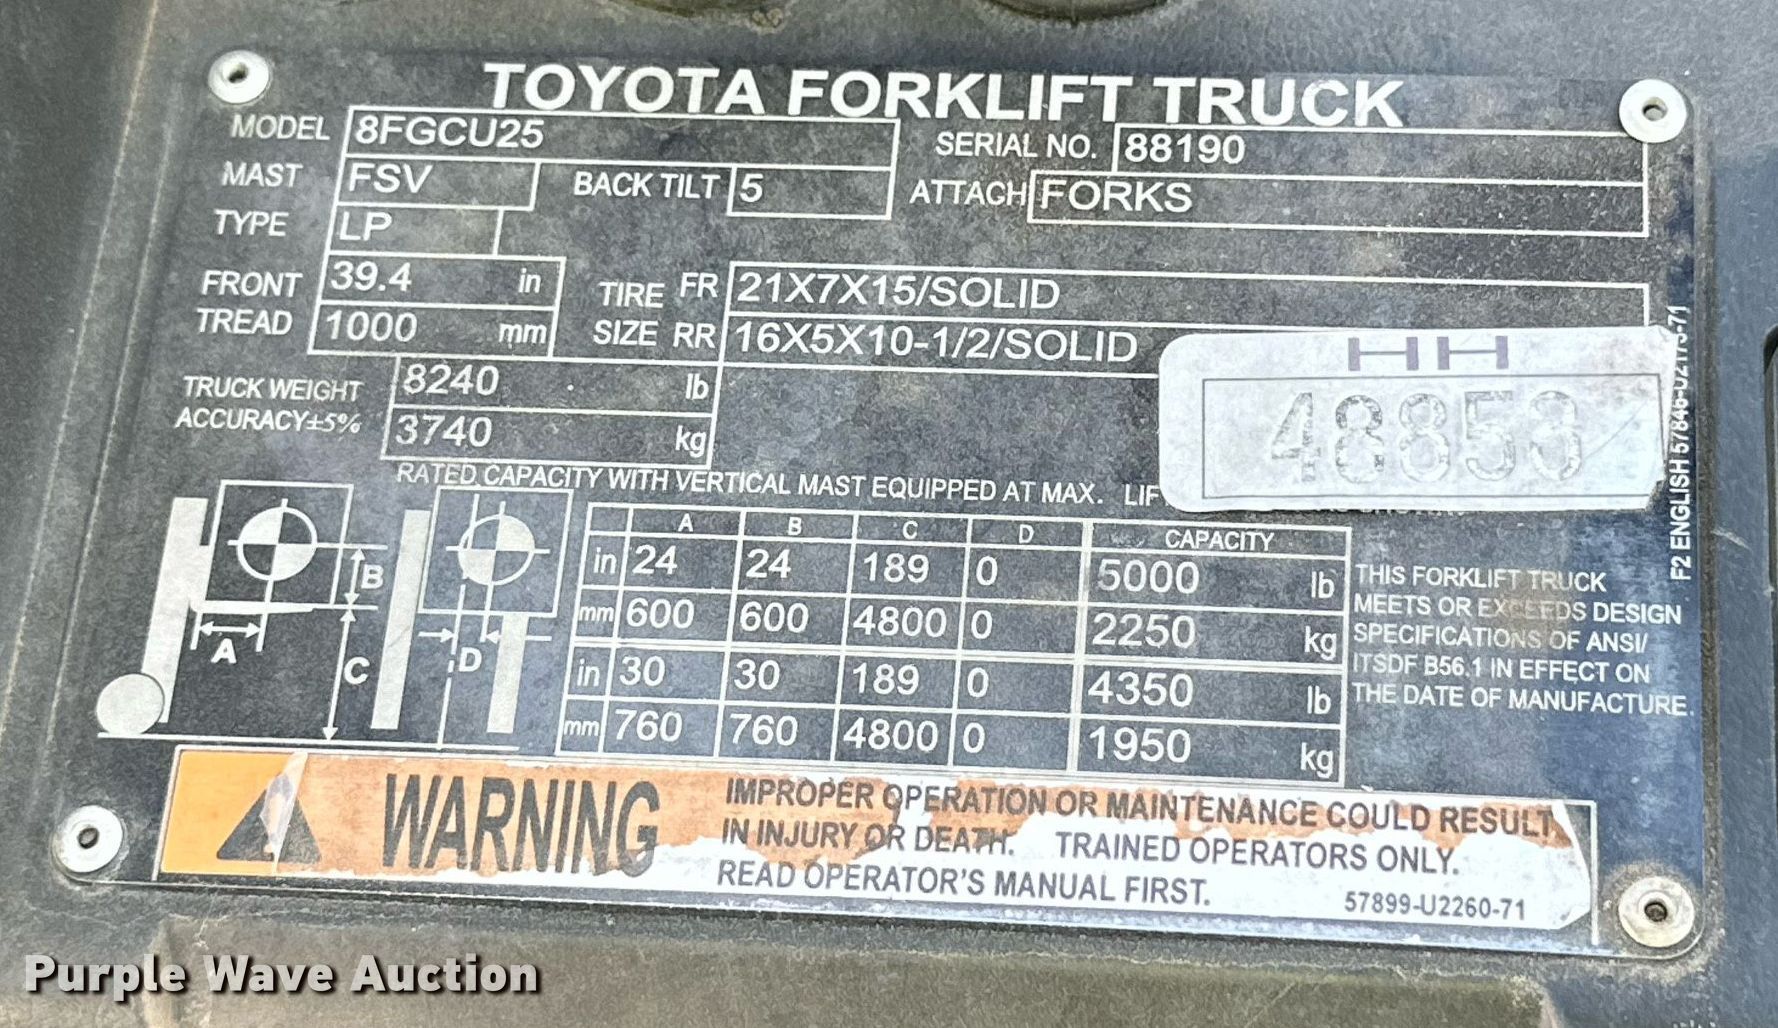 TOYOTA FORKLIFT TRUCK
MODEL 8FGCU25 SERIAL NO. 88190
MAST FSV BACK TILT 5 ATTACH FORKS
TYPE LP
FRONT TREAD 39.4 in TIRE SIZE FR 21X7X15/SOLID
1000 mm RR 16X5X10-1/2/SOLID
TRUCK WEIGHT 8240 lb
ACCURACY±5% 3740 kg
HH
48853
RATED CAPACITY WITH VERTICAL MAST EQUIPPED AT MAX. LIF
A B C D CAPACITY
in 24 24 189 0 5000 lb
mm 600 600 4800 0 2250 kg
in 30 30 189 0 4350 lb
mm 760 760 4800 0 1950 kg
A B C D
THIS FORKLIFT TRUCK
MEETS OR EXCEEDS DESIGN
SPECIFICATIONS OF ANSI/
ITSDF B56.1 IN EFFECT ON
THE DATE OF MANUFACTURE.
F2 ENGLISH
WARNING
IMPROPER OPERATION OR MAINTENANCE COULD RESULT
IN INJURY OR DEATH. TRAINED OPERATORS ONLY.
READ OPERATOR'S MANUAL FIRST.
57899-U2260-71
Purple Wave Auction